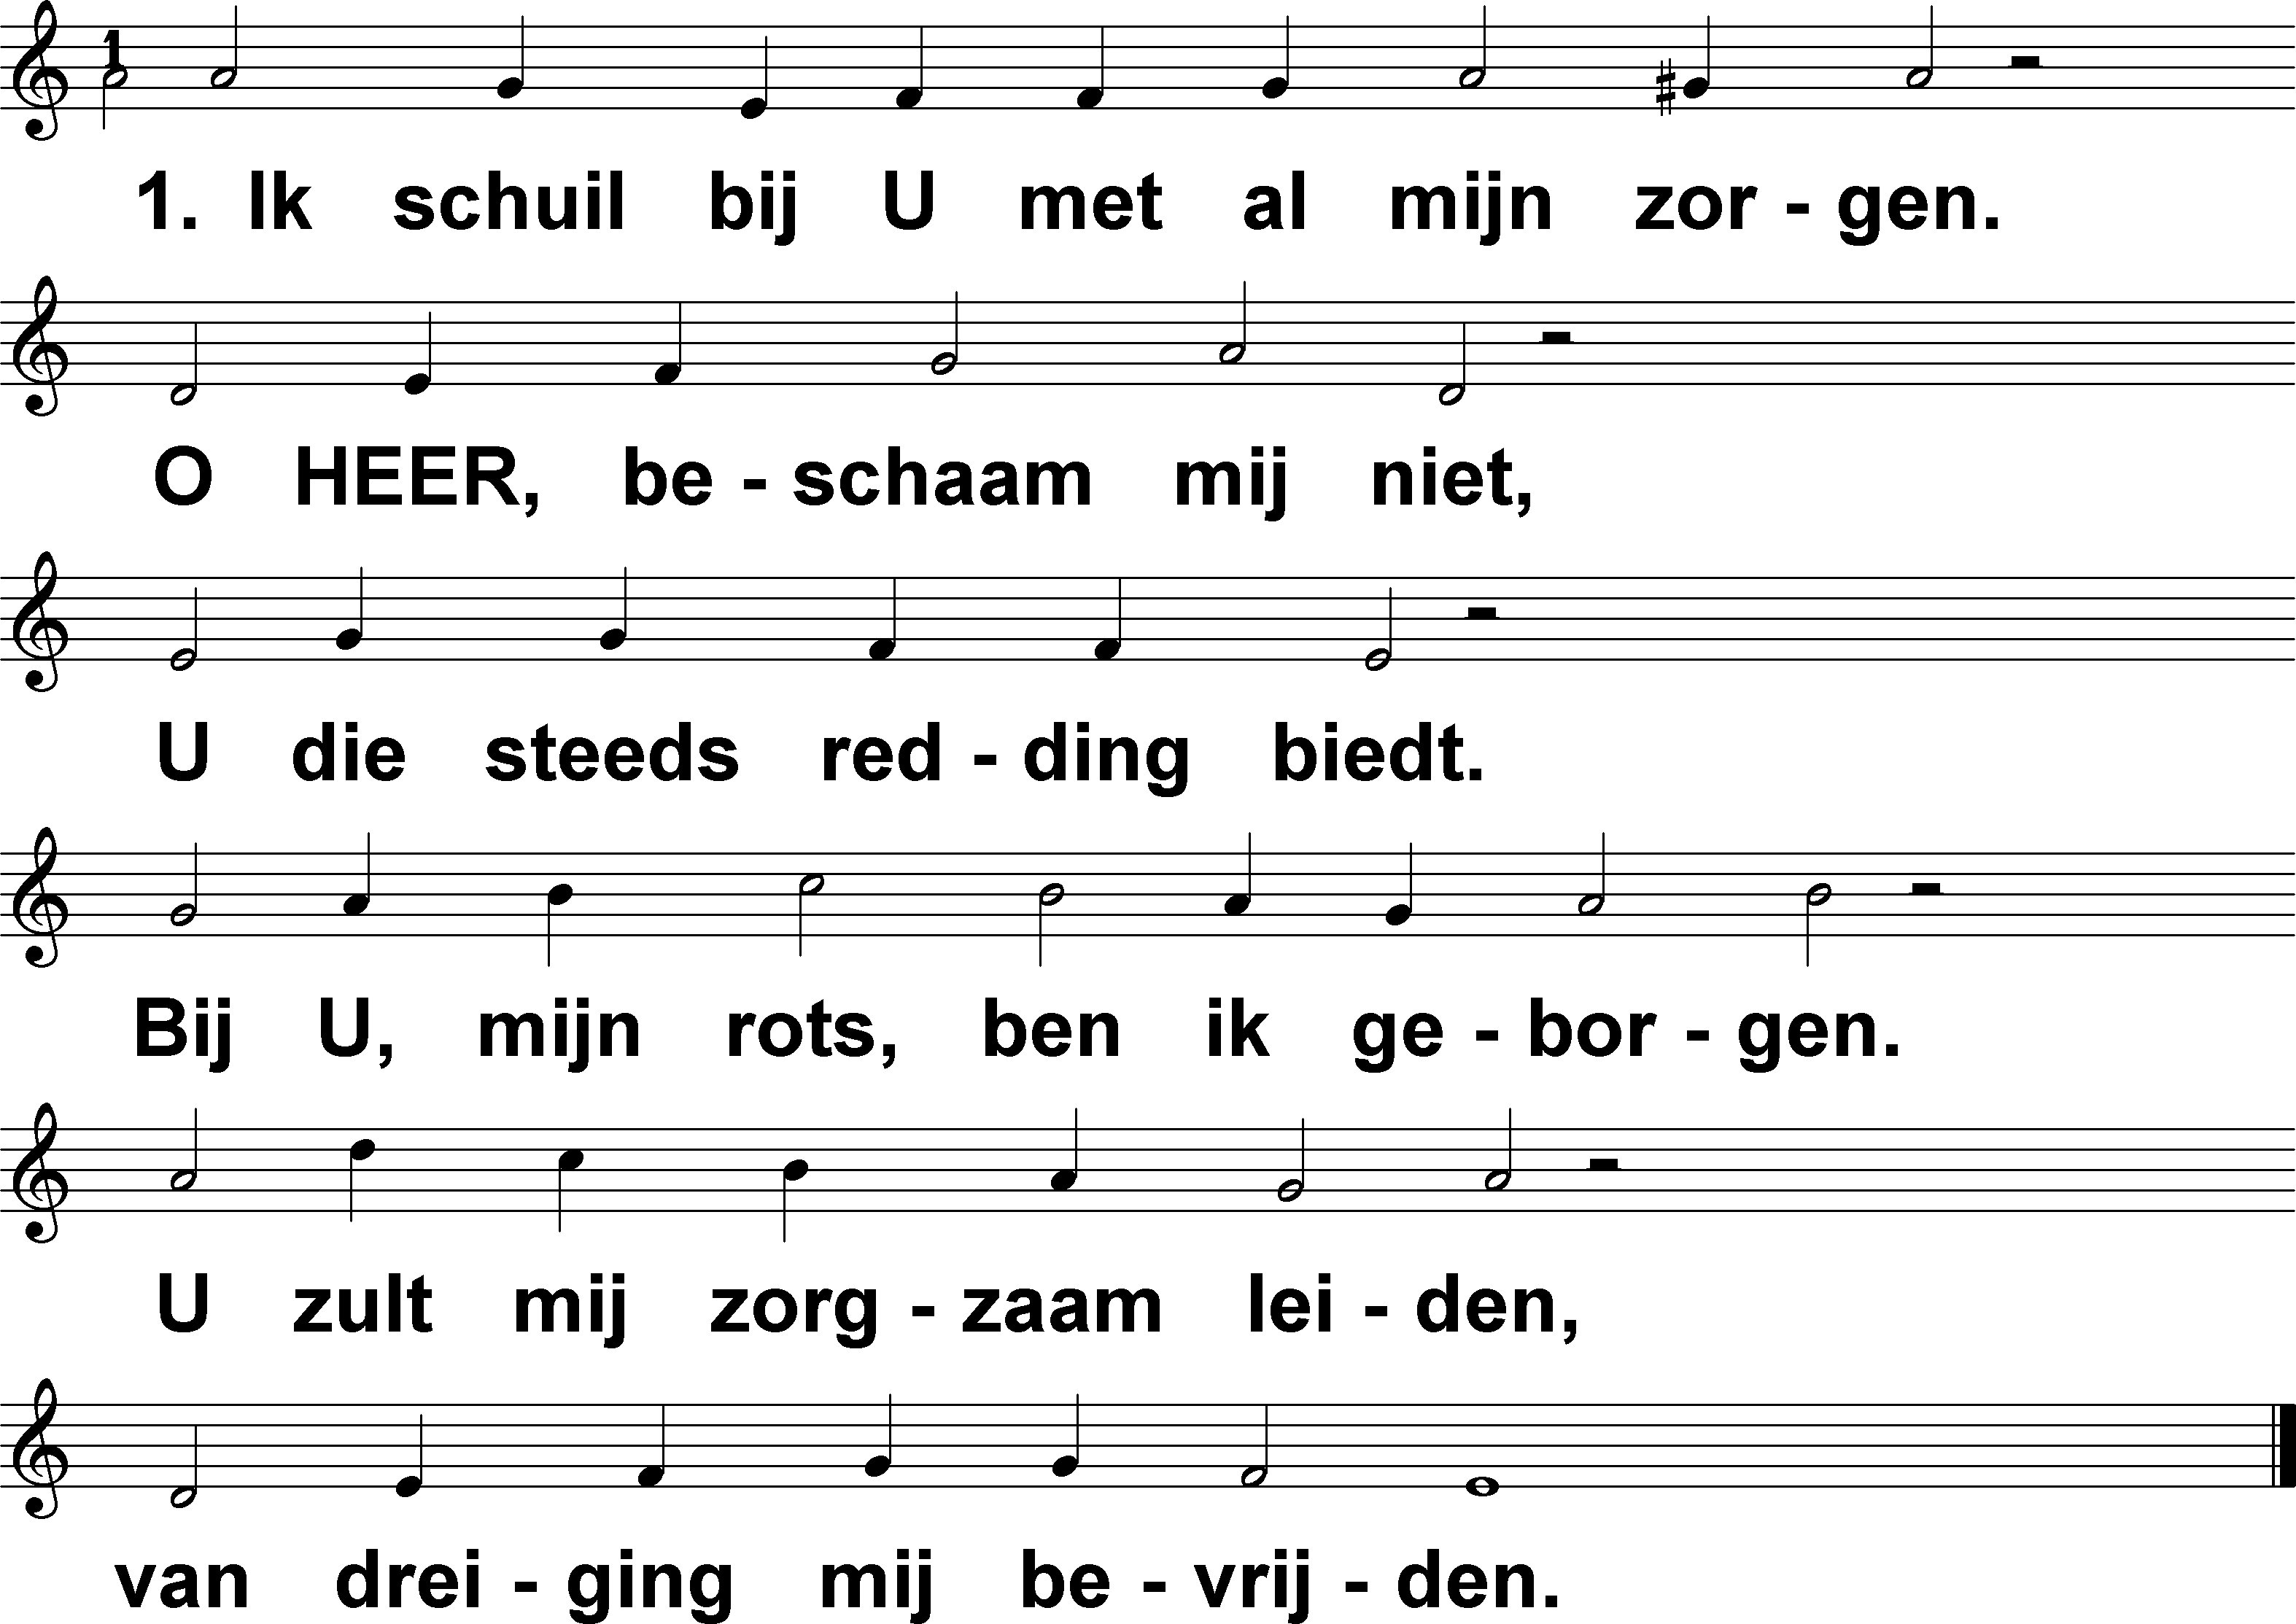 1
1. Ik schuil bij U met al mijn zor - gen.
O HEER, be - schaam mij niet,
U die steeds red - ding biedt.
Bij U, mijn rots, ben ik ge - bor - gen.
U zult mij zorg - zaam lei - den,
van drei - ging mij be - vrij - den.